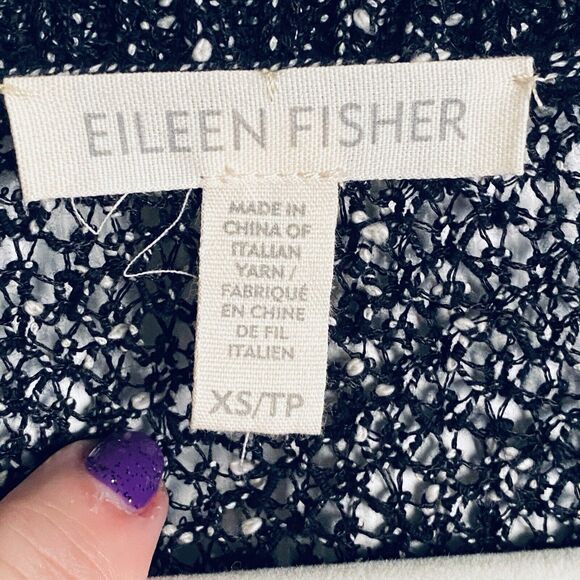 EILEEN FISHER
MADE IN
CHINA OF
ITALIAN
YARN /
FABRIQUÉ
EN CHINE
DE FIL
ITALIEN
XS/TP